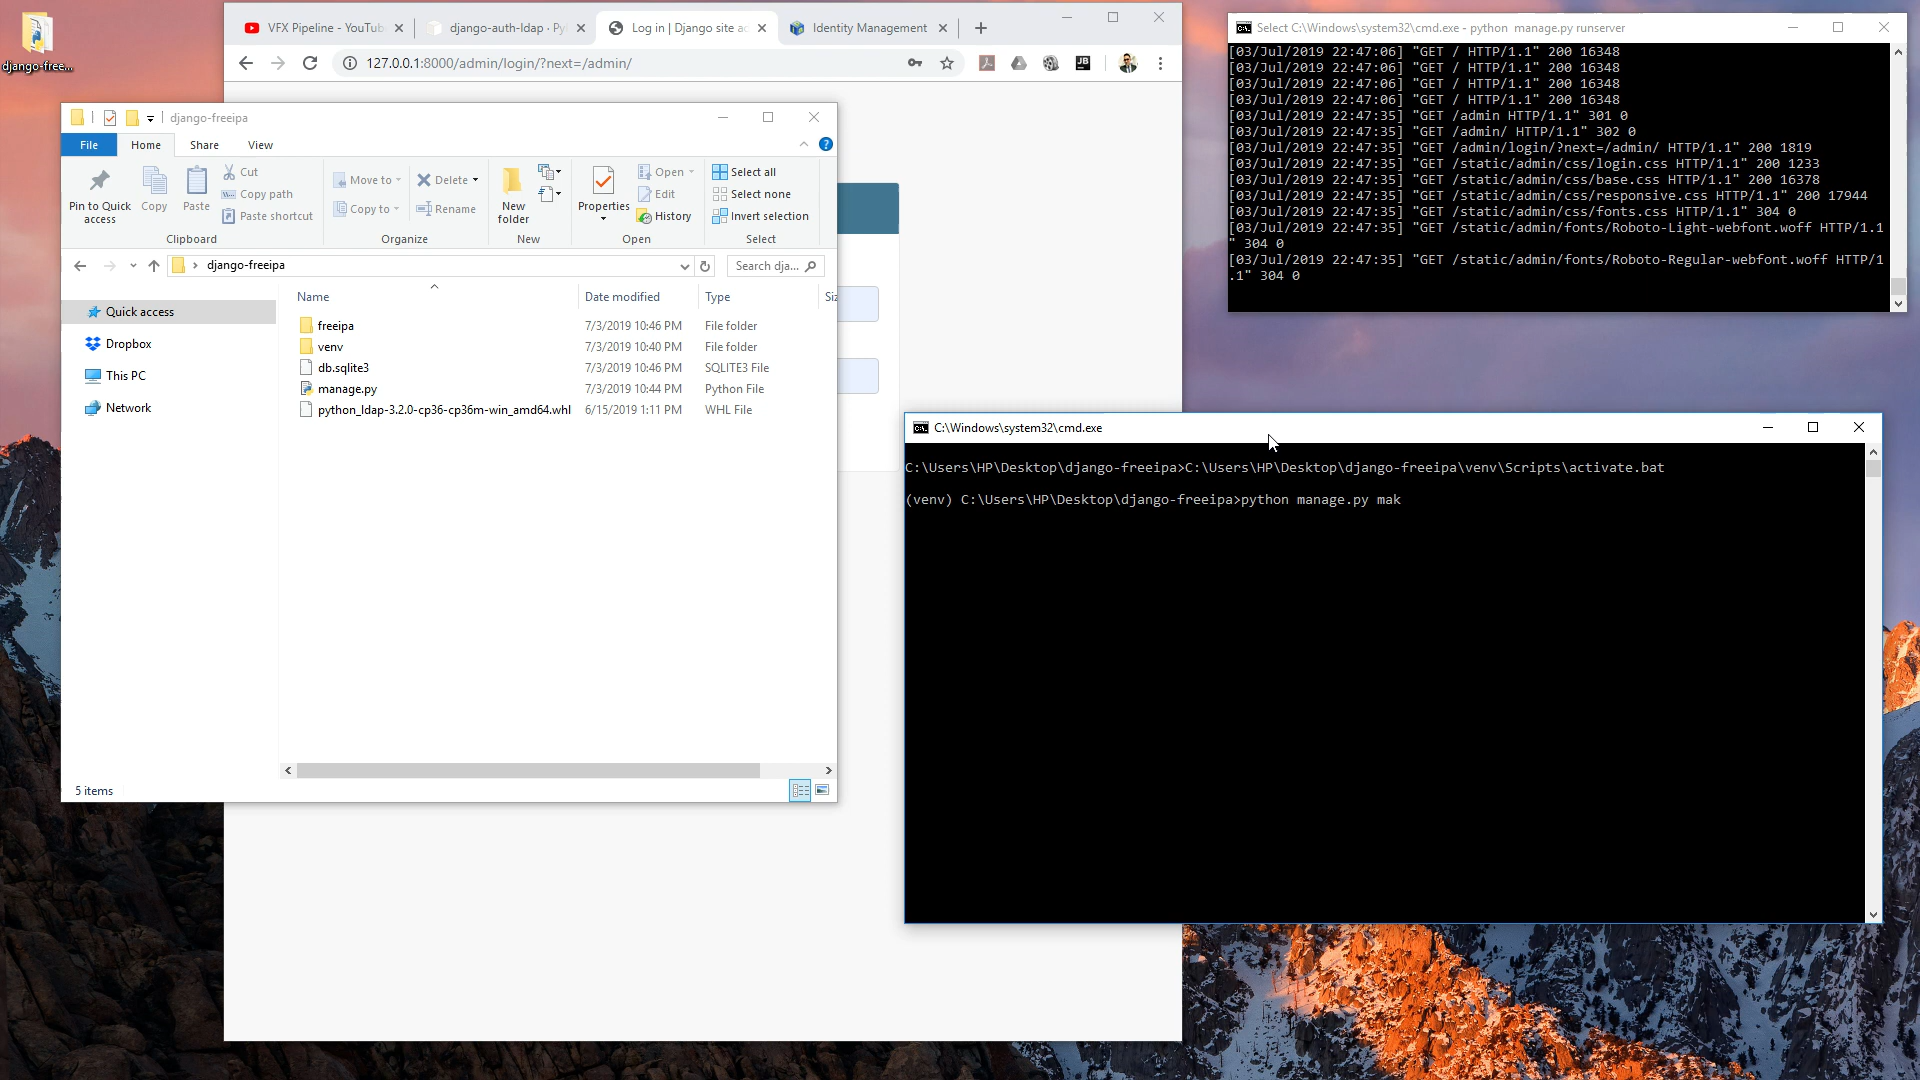 django-free...
VFX Pipeline - YouTub
django-auth-ldap · Py
Log in | Django site ac
Identity Management
127.0.0.1:8000/admin/login/?next=/admin/
django-freeipa
File
Home
Share
View
Pin to Quick access
Copy
Paste
Cut
Copy path
Paste shortcut
Clipboard
Move to
Copy to
Delete
Rename
Organize
New folder
New
Properties
Open
Edit
History
Open
Select all
Select none
Invert selection
Select
django-freeipa
Search dja...
Quick access
Dropbox
This PC
Network
Name Date modified Type Siz
freeipa 7/3/2019 10:46 PM File folder
venv 7/3/2019 10:40 PM File folder
db.sqlite3 7/3/2019 10:46 PM SQLITE3 File
manage.py 7/3/2019 10:44 PM Python File
python_ldap-3.2.0-cp36-cp36m-win_amd64.whl 6/15/2019 1:11 PM WHL File
5 items
Select C:\Windows\system32\cmd.exe - python manage.py runserver
[03/Jul/2019 22:47:06] "GET / HTTP/1.1" 200 16348
[03/Jul/2019 22:47:06] "GET / HTTP/1.1" 200 16348
[03/Jul/2019 22:47:06] "GET / HTTP/1.1" 200 16348
[03/Jul/2019 22:47:06] "GET / HTTP/1.1" 200 16348
[03/Jul/2019 22:47:35] "GET /admin HTTP/1.1" 301 0
[03/Jul/2019 22:47:35] "GET /admin/ HTTP/1.1" 302 0
[03/Jul/2019 22:47:35] "GET /admin/login/?next=/admin/ HTTP/1.1" 200 1819
[03/Jul/2019 22:47:35] "GET /static/admin/css/login.css HTTP/1.1" 200 1233
[03/Jul/2019 22:47:35] "GET /static/admin/css/base.css HTTP/1.1" 200 16378
[03/Jul/2019 22:47:35] "GET /static/admin/css/responsive.css HTTP/1.1" 200 17944
[03/Jul/2019 22:47:35] "GET /static/admin/css/fonts.css HTTP/1.1" 304 0
[03/Jul/2019 22:47:35] "GET /static/admin/fonts/Roboto-Light-webfont.woff HTTP/1.1
" 304 0
[03/Jul/2019 22:47:35] "GET /static/admin/fonts/Roboto-Regular-webfont.woff HTTP/1
.1" 304 0
C:\Windows\system32\cmd.exe
C:\Users\HP\Desktop\django-freeipa>C:\Users\HP\Desktop\django-freeipa\venv\Scripts\activate.bat
(venv) C:\Users\HP\Desktop\django-freeipa>python manage.py mak